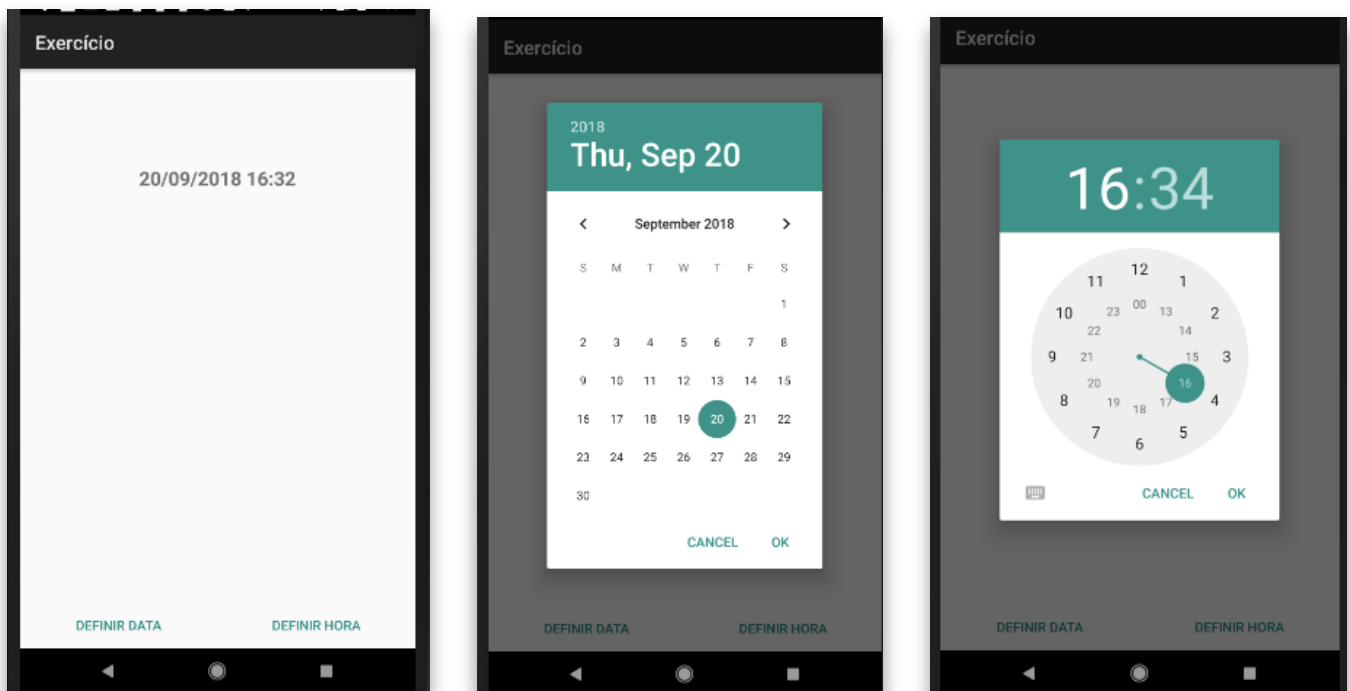 Exercício
20/09/2018 16:32
DEFINIR DATA DEFINIR HORA
Exercício
2018
Thu, Sep 20
September 2018
S M T W T F S
1
2 3 4 5 6 7 8
9 10 11 12 13 14 15
16 17 18 19 20 21 22
23 24 25 26 27 28 29
30
CANCEL OK
DEFINIR DATA DEFINIR HORA
Exercício
16:34
12
11 1
00
23 13
10 2
22 14
9 21 15 3
20 16
8 4
19 17
18
7 5
6
CANCEL OK
DEFINIR DATA DEFINIR HORA